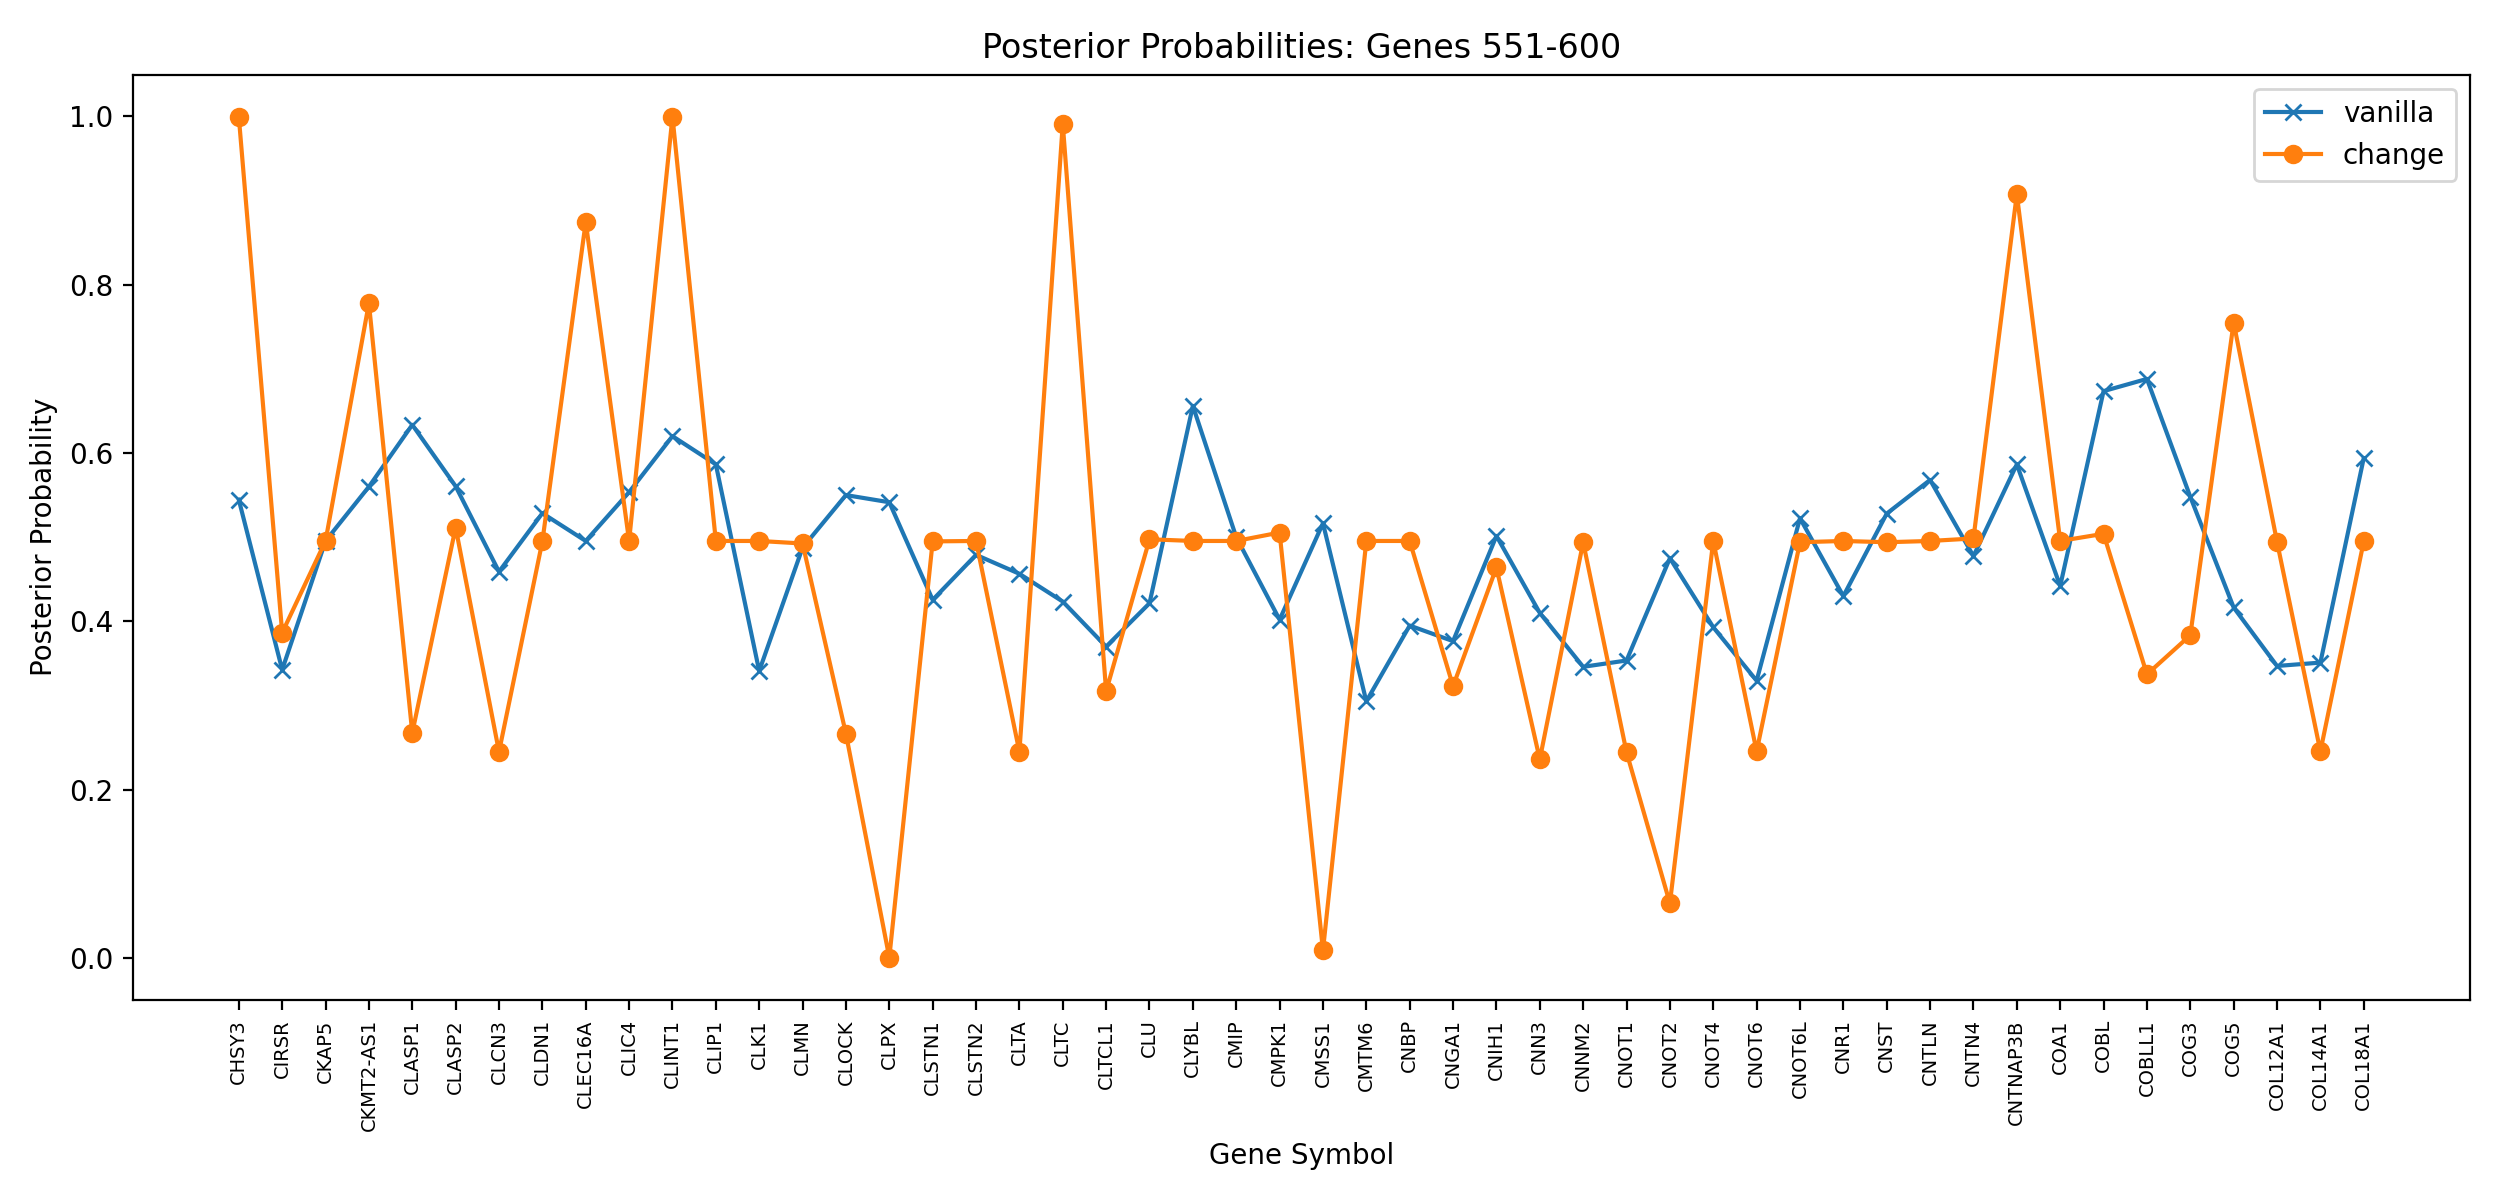 Posterior Probabilities: Genes 551-600
vanilla
change
Posterior Probability
1.0
0.8
0.6
0.4
0.2
0.0
CHSY3
CIRSR
CKAP5
CKMT2-AS1
CLASP1
CLASP2
CLCN3
CLDN1
CLEC16A
CLIC4
CLINT1
CLIP1
CLK1
CLMN
CLOCK
CLPX
CLSTN1
CLSTN2
CLTA
CLTC
CLTCL1
CLU
CLYBL
CMIP
CMPK1
CMSS1
CMTM6
CNBP
CNGA1
CNIH1
CNN3
CNNM2
CNOT1
CNOT2
CNOT4
CNOT6
CNOT6L
CNR1
CNST
CNTLN
CNTN4
CNTNAP3B
COA1
COBL
COBLL1
COG3
COG5
COL12A1
COL14A1
COL18A1
Gene Symbol